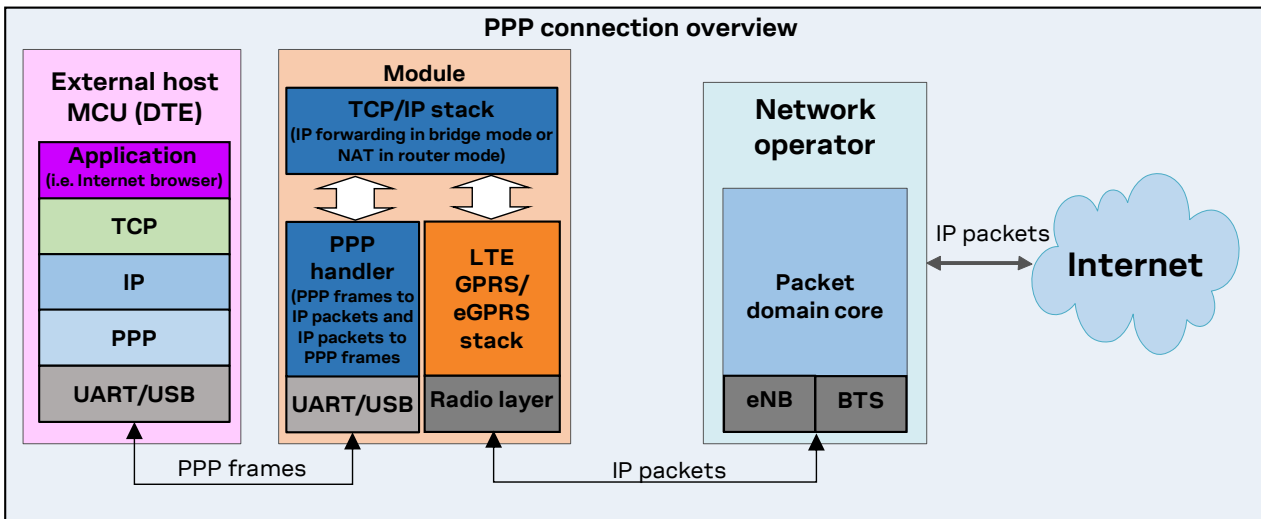 PPP connection overview
External host
MCU (DTE)
Application
(i.e. Internet browser)
TCP
IP
PPP
UART/USB
Module
TCP/IP stack
(IP forwarding in bridge mode or
NAT in router mode)
PPP
handler
(PPP frames to
IP packets and
IP packets to
PPP frames
UART/USB
LTE
GPRS/
eGPRS
stack
Radio layer
Network
operator
Packet
domain core
eNB
BTS
IP packets
Internet
PPP frames
IP packets